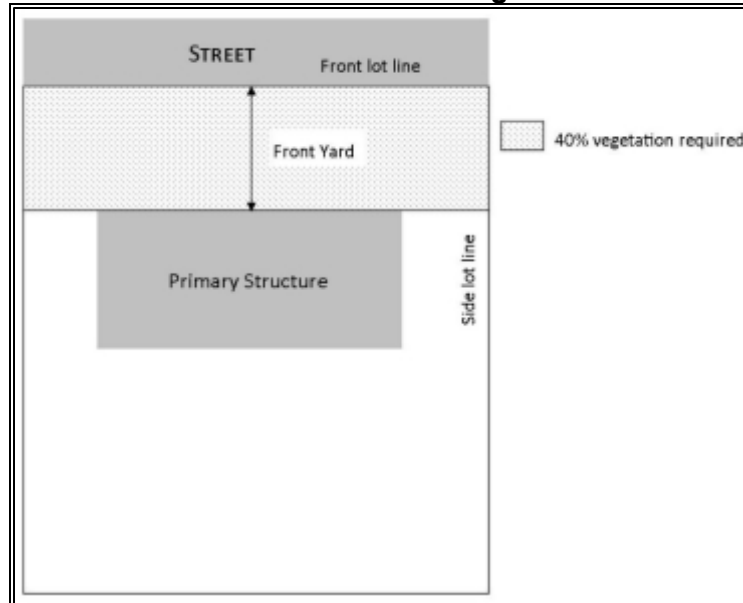 STREET
Front lot line
Front Yard
40% vegetation required
Primary Structure
Side lot line